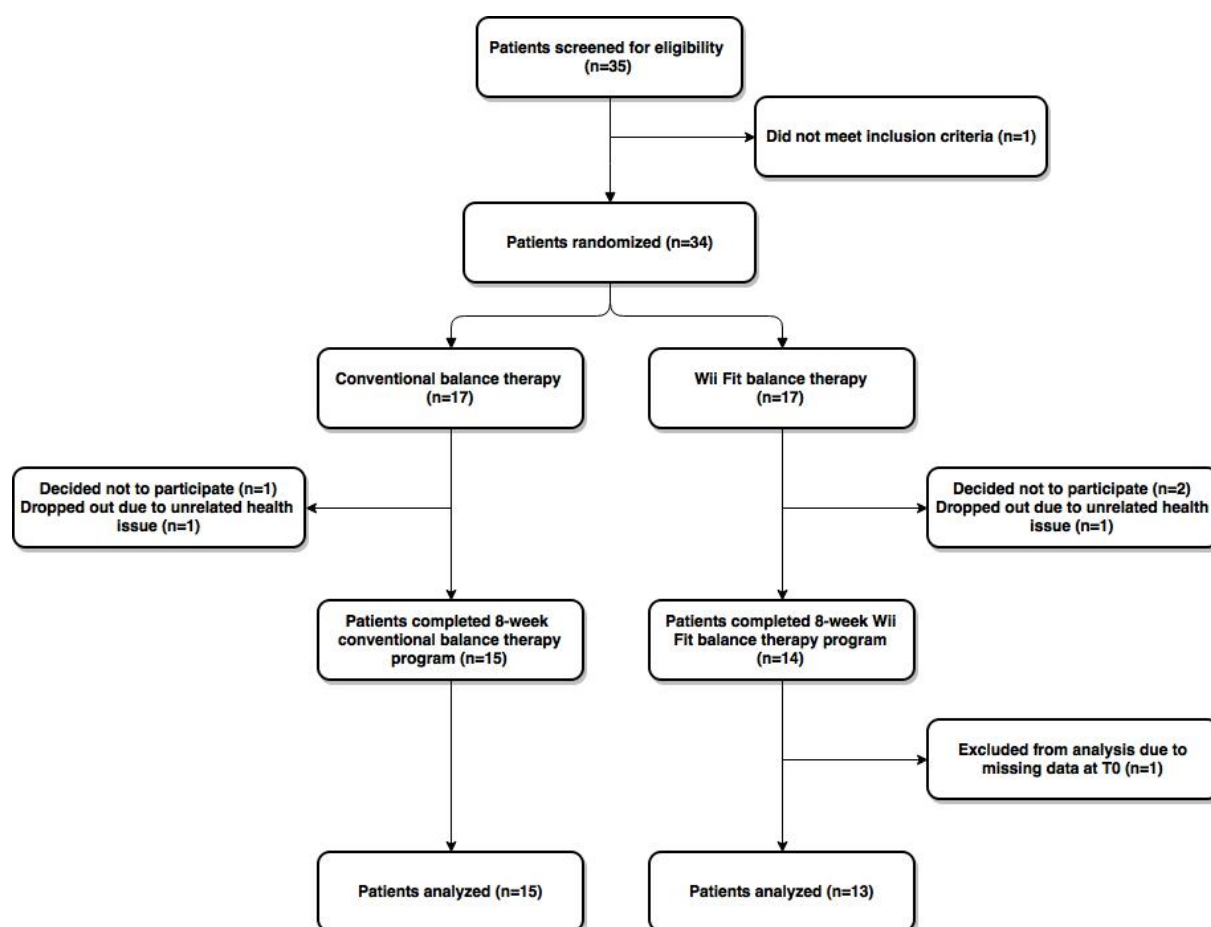 Patients screened for eligibility
(n=35)
Did not meet inclusion criteria (n=1)
Patients randomized (n=34)
Conventional balance therapy
(n=17)
Wii Fit balance therapy
(n=17)
Decided not to participate (n=1)
Dropped out due to unrelated health
issue (n=1)
Decided not to participate (n=2)
Dropped out due to unrelated health
issue (n=1)
Patients completed 8-week
conventional balance therapy
program (n=15)
Patients completed 8-week Wii
Fit balance therapy program
(n=14)
Excluded from analysis due to
missing data at T0 (n=1)
Patients analyzed (n=15)
Patients analyzed (n=13)